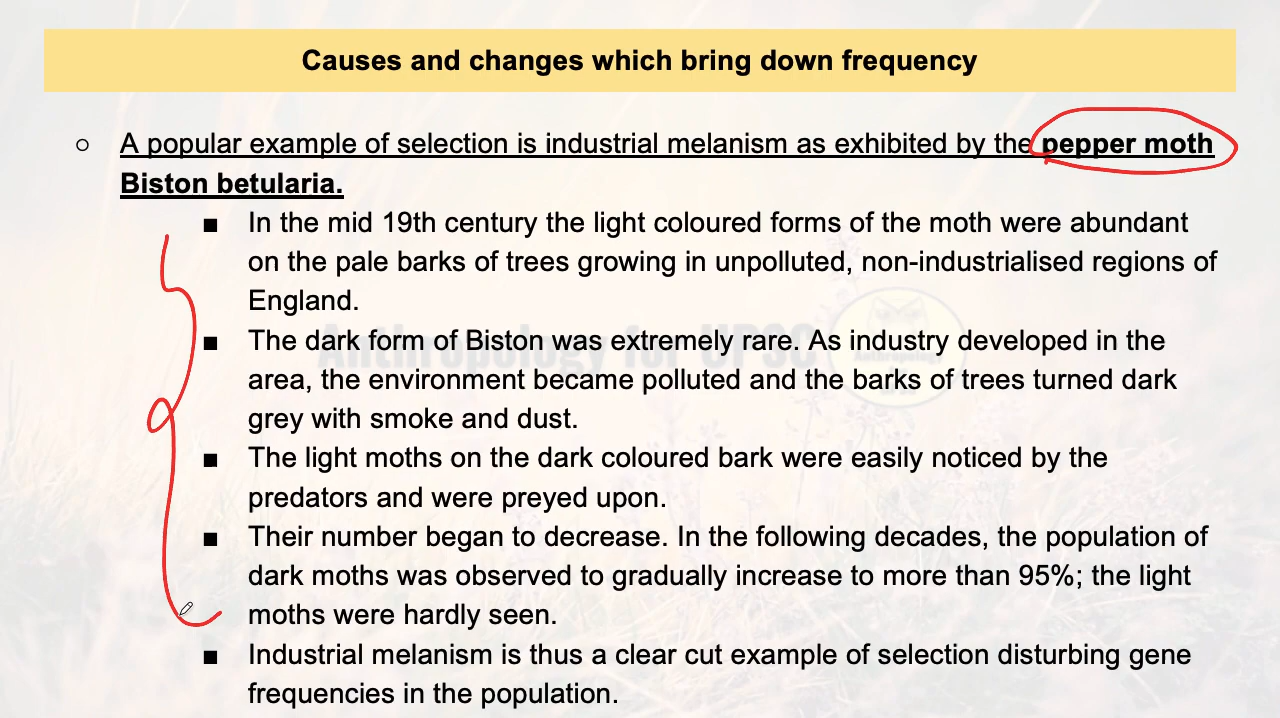 Causes and changes which bring down frequency
○ A popular example of selection is industrial melanism as exhibited by the pepper moth
Biston betularia.
■ In the mid 19th century the light coloured forms of the moth were abundant
on the pale barks of trees growing in unpolluted, non-industrialised regions of
England.
■ The dark form of Biston was extremely rare. As industry developed in the
area, the environment became polluted and the barks of trees turned dark
grey with smoke and dust.
■ The light moths on the dark coloured bark were easily noticed by the
predators and were preyed upon.
■ Their number began to decrease. In the following decades, the population of
dark moths was observed to gradually increase to more than 95%; the light
moths were hardly seen.
■ Industrial melanism is thus a clear cut example of selection disturbing gene
frequencies in the population.
Anthropology for UPSC
Anthropology